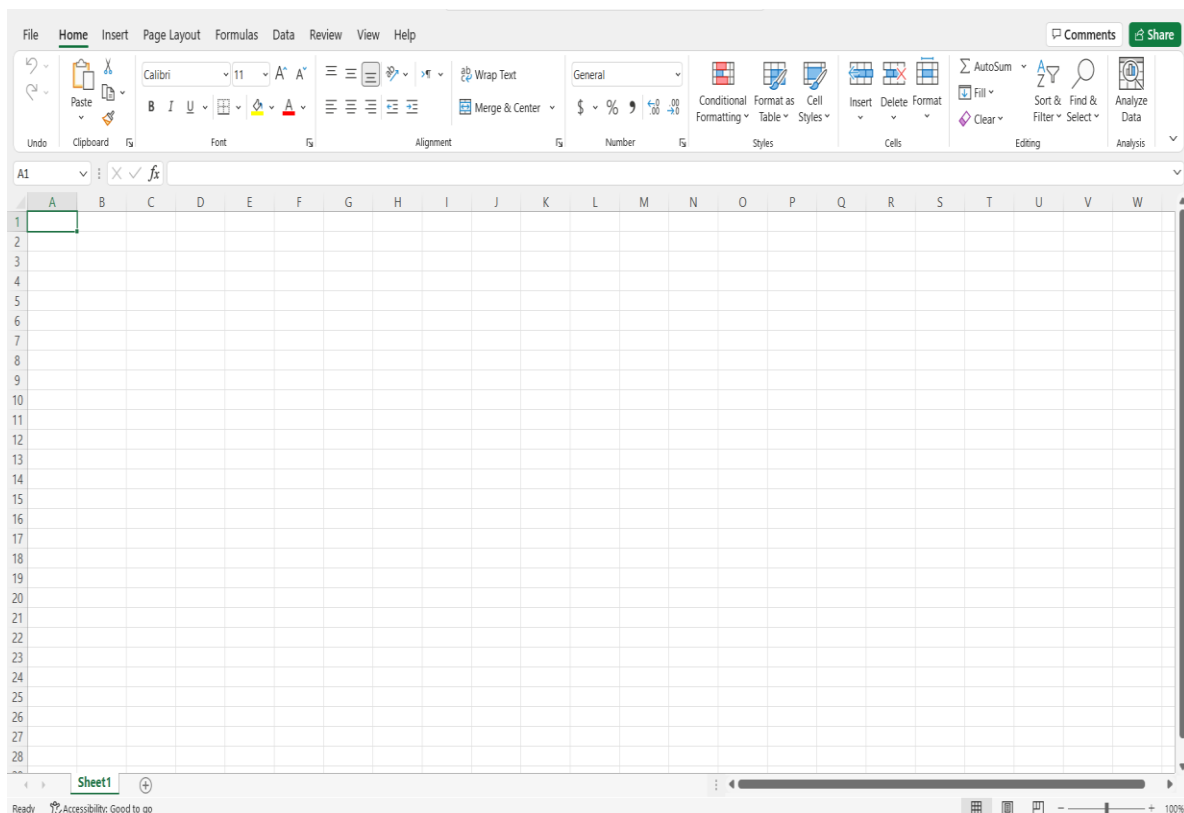 File Home Insert Page Layout Formulas Data Review View Help Comments Share
Calibri 11 A A ab Wrap Text General AutoSum
Fill
Paste B I U A Merge & Center $ % 9 .00 .00 Conditional Format as Cell Insert Delete Format Sort & Find & Analyze
Formatting Table Styles Clear Filter Select Data
Undo Clipboard Font Alignment Number Styles Cells Editing Analysis
A1 fx
A B C D E F G H I J K L M N O P Q R S T U V W
1
2
3
4
5
6
7
8
9
10
11
12
13
14
15
16
17
18
19
20
21
22
23
24
25
26
27
28
Sheet1
Ready Accessibility: Good to go 100%